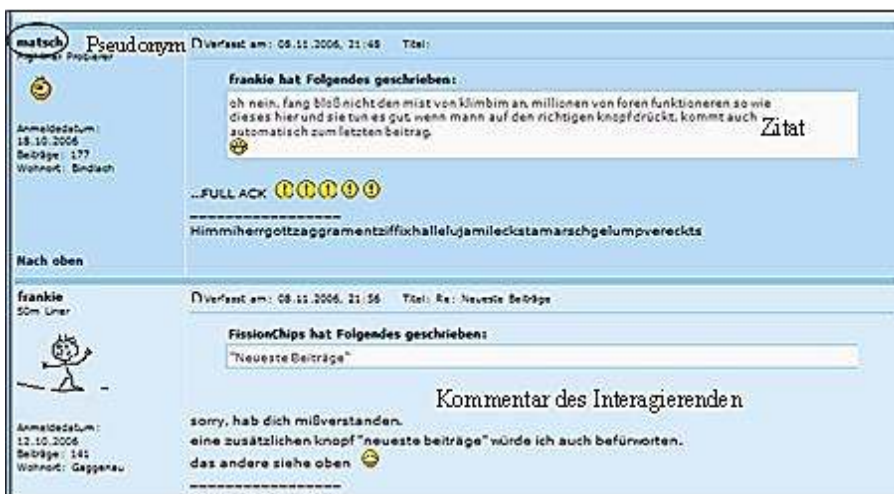 matsch Pseudonym Verfasst am: 08.11.2006, 21:48 Titel:
frankie hat Folgendes geschrieben:
oh nein, fang bloß nicht den mist von klimbim an. millionen von foren funktioneren so wie
dieses hier und sie tun es gut. wenn mann auf den richtigen knopf drückt, kommt auch
automatisch zum letzten beitrag.
Zitat
Anmeldedatum:
18.10.2006
Beiträge: 177
Wohnort: Bindlach
...FULL ACK
------------------
Himmiherrgottzaggramentziffixhallelujamileckstamarschgelumpvereckts
Nach oben
frankie
50m Liner
Verfasst am: 08.11.2006, 21:56 Titel: Re: Neueste Beiträge
FissionChips hat Folgendes geschrieben:
"Neueste Beiträge"
Kommentar des Interagierenden
Anmeldedatum:
12.10.2006
Beiträge: 141
Wohnort: Gaggenau
sorry, hab dich mißverstanden.
eine zusätzlichen knopf "neueste beiträge" würde ich auch befürworten.
das andere siehe oben
------------------